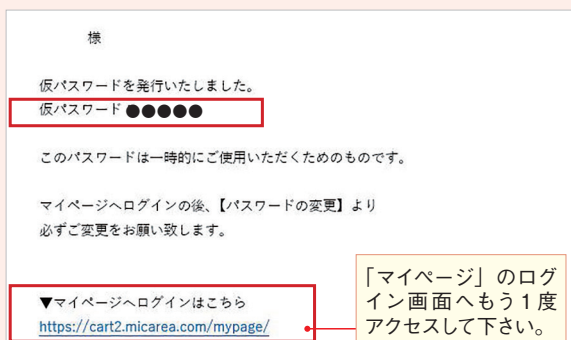 様
仮パスワードを発行いたしました。
仮パスワード ●●●●●
このパスワードは一時的にご使用いただくためのものです。
マイページへログインの後、【パスワードの変更】より
必ずご変更をお願い致します。
▼マイページへログインはこちら
https://cart2.micarea.com/mypage/
「マイページ」のログ
イン画面へもう1度
アクセスして下さい。